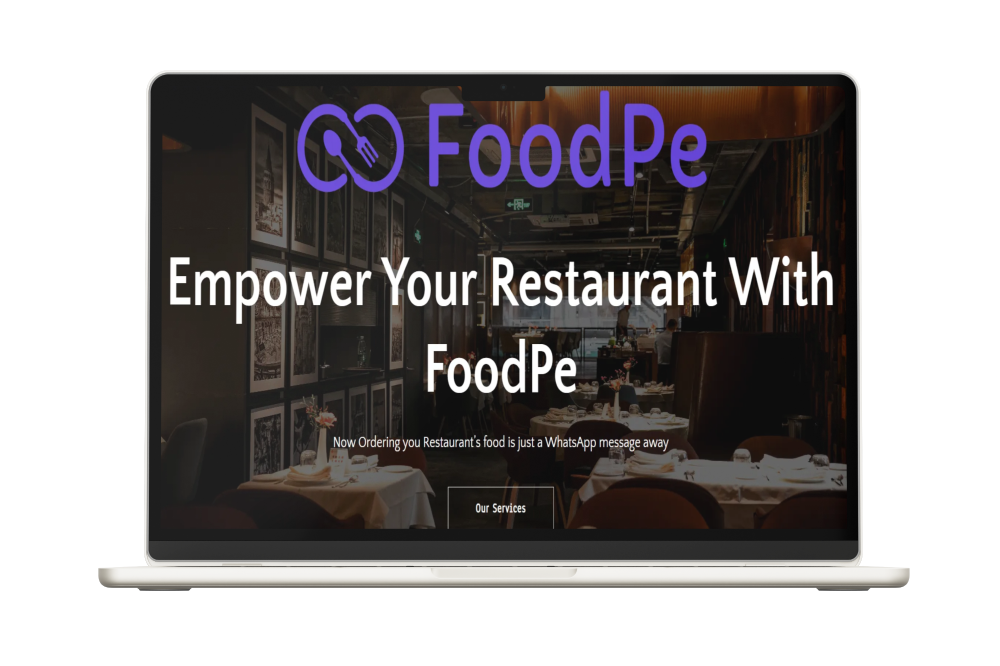 FoodPe
Empower Your Restaurant With
FoodPe
Now Ordering you Restaurant's food is just a WhatsApp message away
Our Services